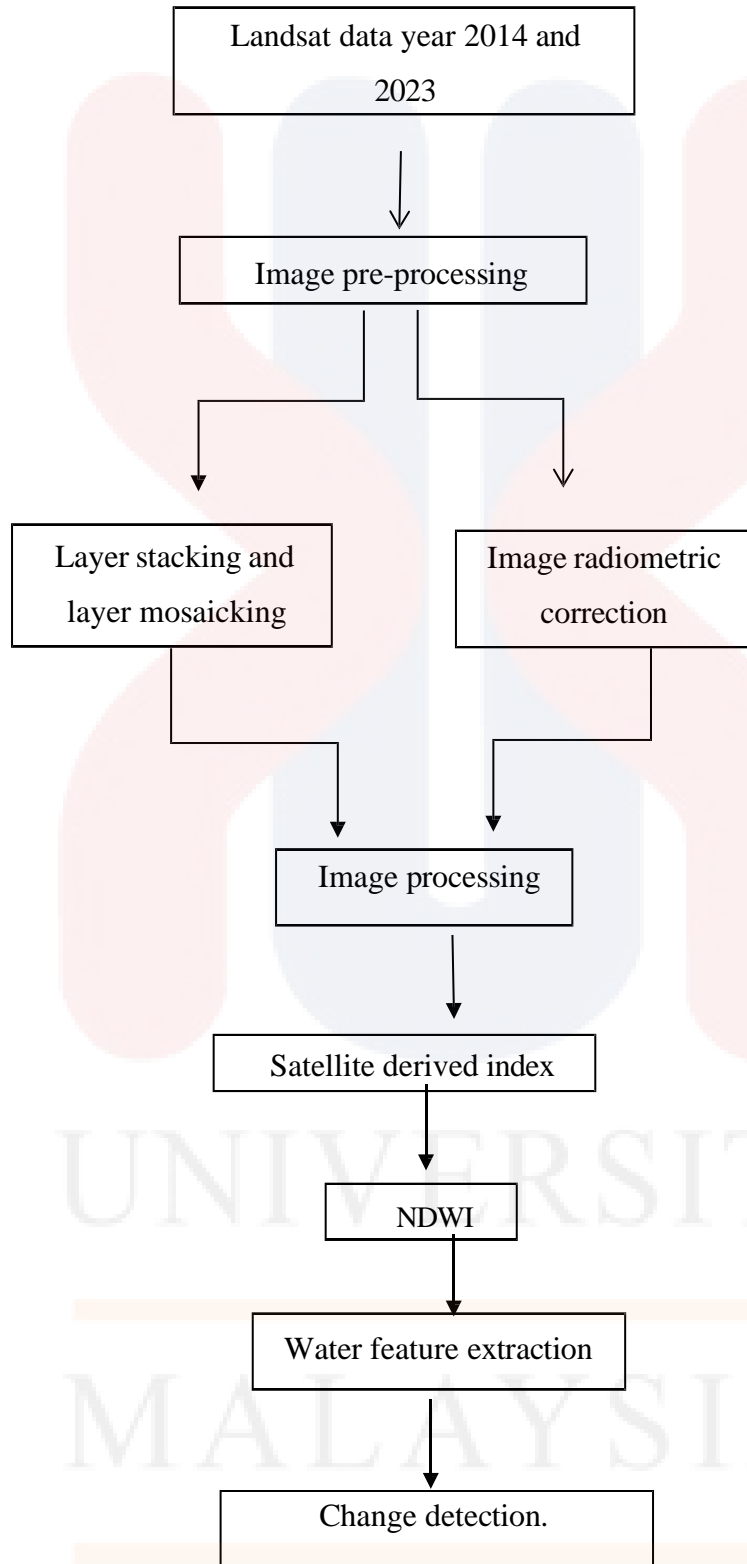 Landsat data year 2014 and
2023
Image pre-processing
Layer stacking and
layer mosaicking
Image radiometric
correction
Image processing
Satellite derived index
UNIVERSIT
NDWI
Water feature extraction
MALAYSI
Change detection.